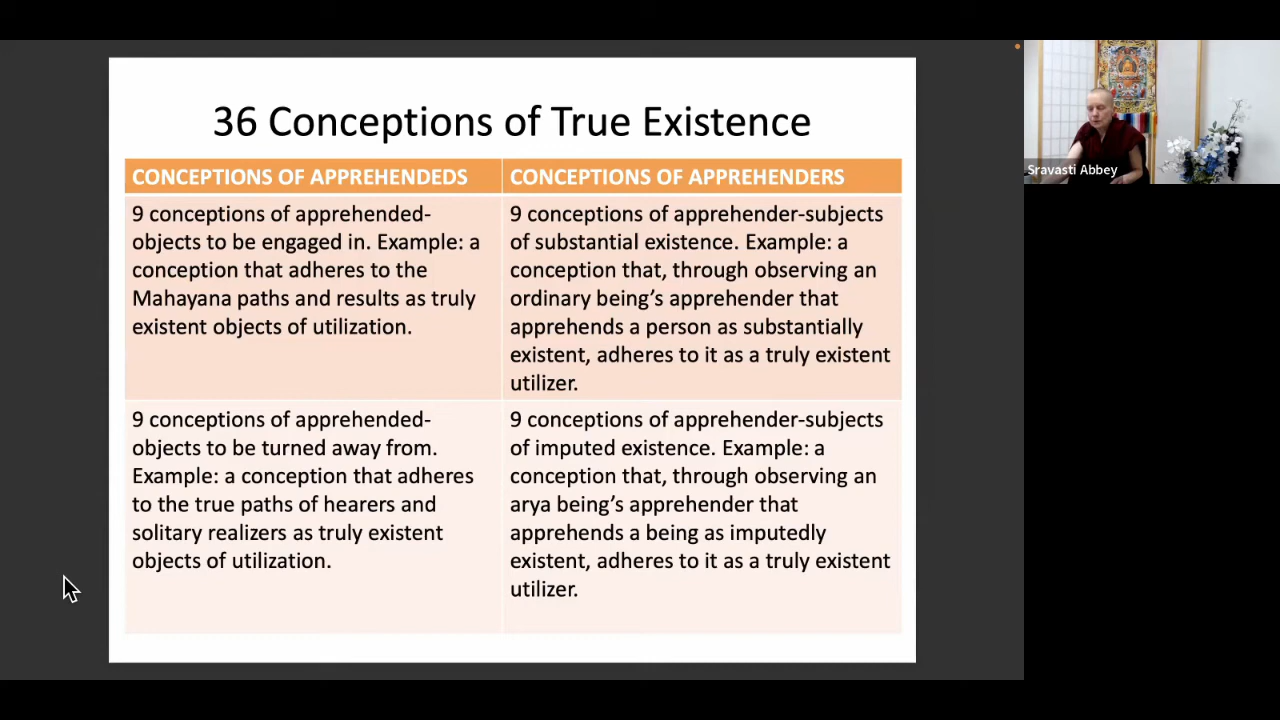 36 Conceptions of True Existence
CONCEPTIONS OF APPREHENDEDS
9 conceptions of apprehended-
objects to be engaged in. Example: a
conception that adheres to the
Mahayana paths and results as truly
existent objects of utilization.
CONCEPTIONS OF APPREHENDERS
9 conceptions of apprehender-subjects
of substantial existence. Example: a
conception that, through observing an
ordinary being’s apprehender that
apprehends a person as substantially
existent, adheres to it as a truly existent
utilizer.
9 conceptions of apprehended-
objects to be turned away from.
Example: a conception that adheres
to the true paths of hearers and
solitary realizers as truly existent
objects of utilization.
9 conceptions of apprehender-subjects
of imputed existence. Example: a
conception that, through observing an
arya being’s apprehender that
apprehends a being as imputedly
existent, adheres to it as a truly existent
utilizer.
Sravasti Abbey